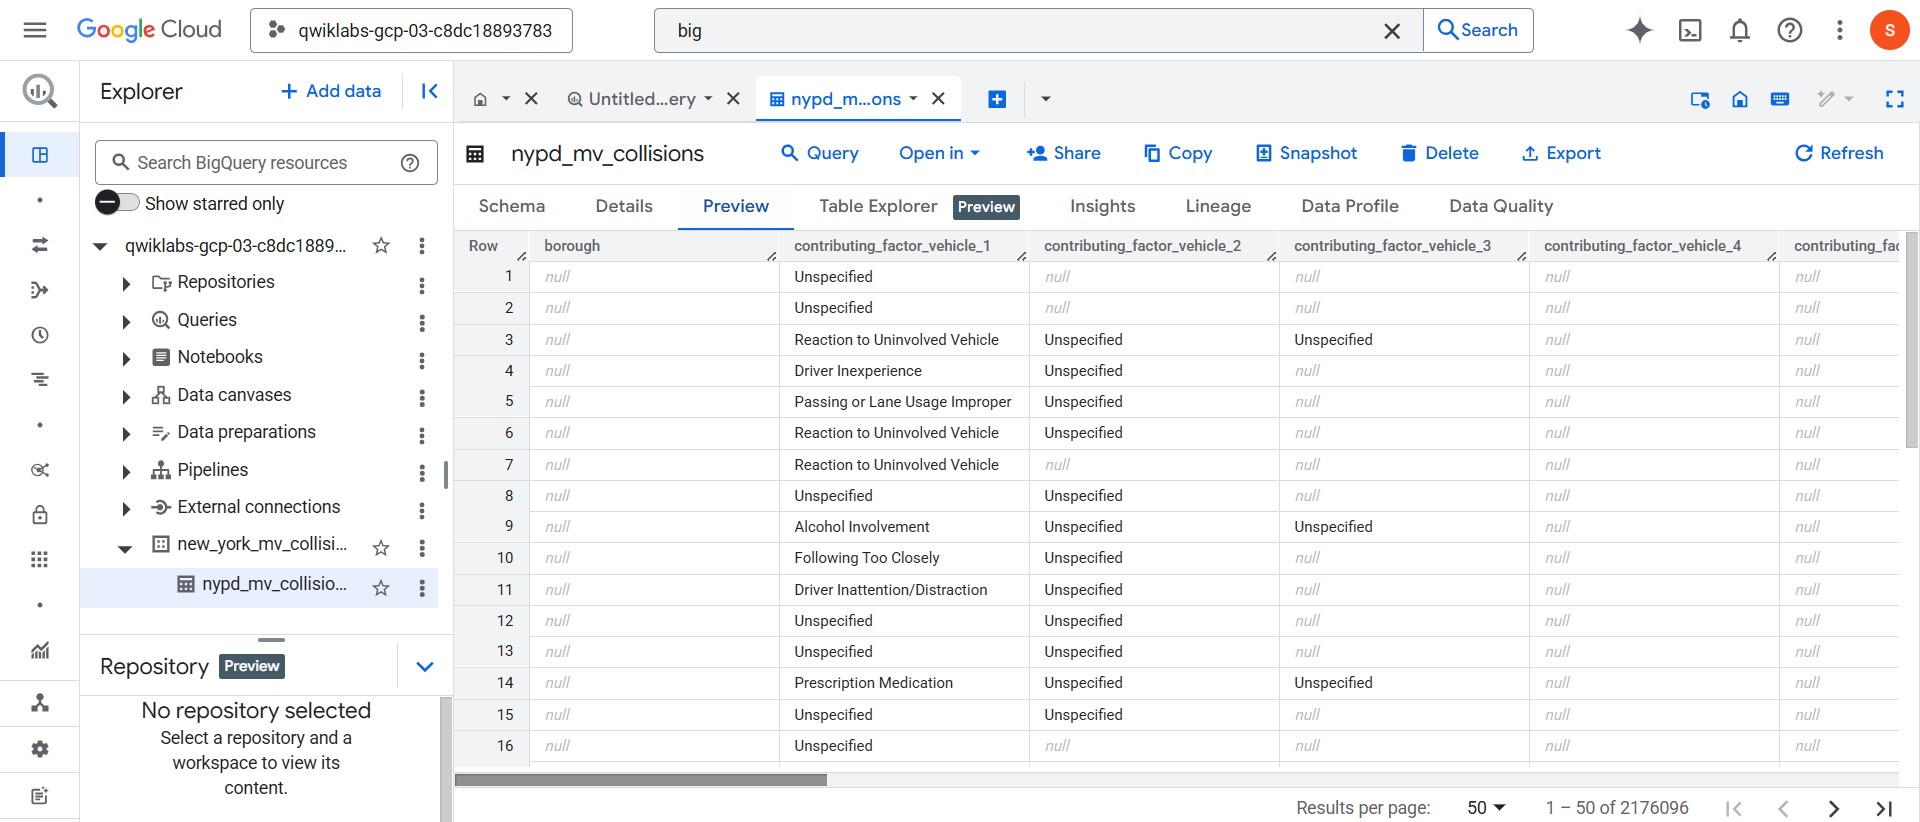 Google Cloud
qwiklabs-gcp-03-c8dc18893783
big
Search
S
Explorer
Add data
Untitled...ery
nypd_m...ons
Search BigQuery resources
Show starred only
qwiklabs-gcp-03-c8dc1889...
Repositories
Queries
Notebooks
Data canvases
Data preparations
Pipelines
External connections
new_york_mv_collisi...
nypd_mv_collisio...
Repository Preview
No repository selected
Select a repository and a
workspace to view its
content.
nypd_mv_collisions
Query Open in Share Copy Snapshot Delete Export Refresh
Schema Details Preview Table Explorer Preview Insights Lineage Data Profile Data Quality
Row borough contributing_factor_vehicle_1 contributing_factor_vehicle_2 contributing_factor_vehicle_3 contributing_factor_vehicle_4 contributing_fac
1 null Unspecified null null null null
2 null Unspecified null null null null
3 null Reaction to Uninvolved Vehicle Unspecified Unspecified null null
4 null Driver Inexperience Unspecified null null null
5 null Passing or Lane Usage Improper Unspecified null null null
6 null Reaction to Uninvolved Vehicle Unspecified null null null
7 null Reaction to Uninvolved Vehicle null null null null
8 null Unspecified Unspecified null null null
9 null Alcohol Involvement Unspecified Unspecified null null
10 null Following Too Closely Unspecified null null null
11 null Driver Inattention/Distraction Unspecified null null null
12 null Unspecified Unspecified null null null
13 null Unspecified Unspecified null null null
14 null Prescription Medication Unspecified Unspecified null null
15 null Unspecified Unspecified null null null
16 null Unspecified null null null null
Results per page: 50 1 – 50 of 2176096